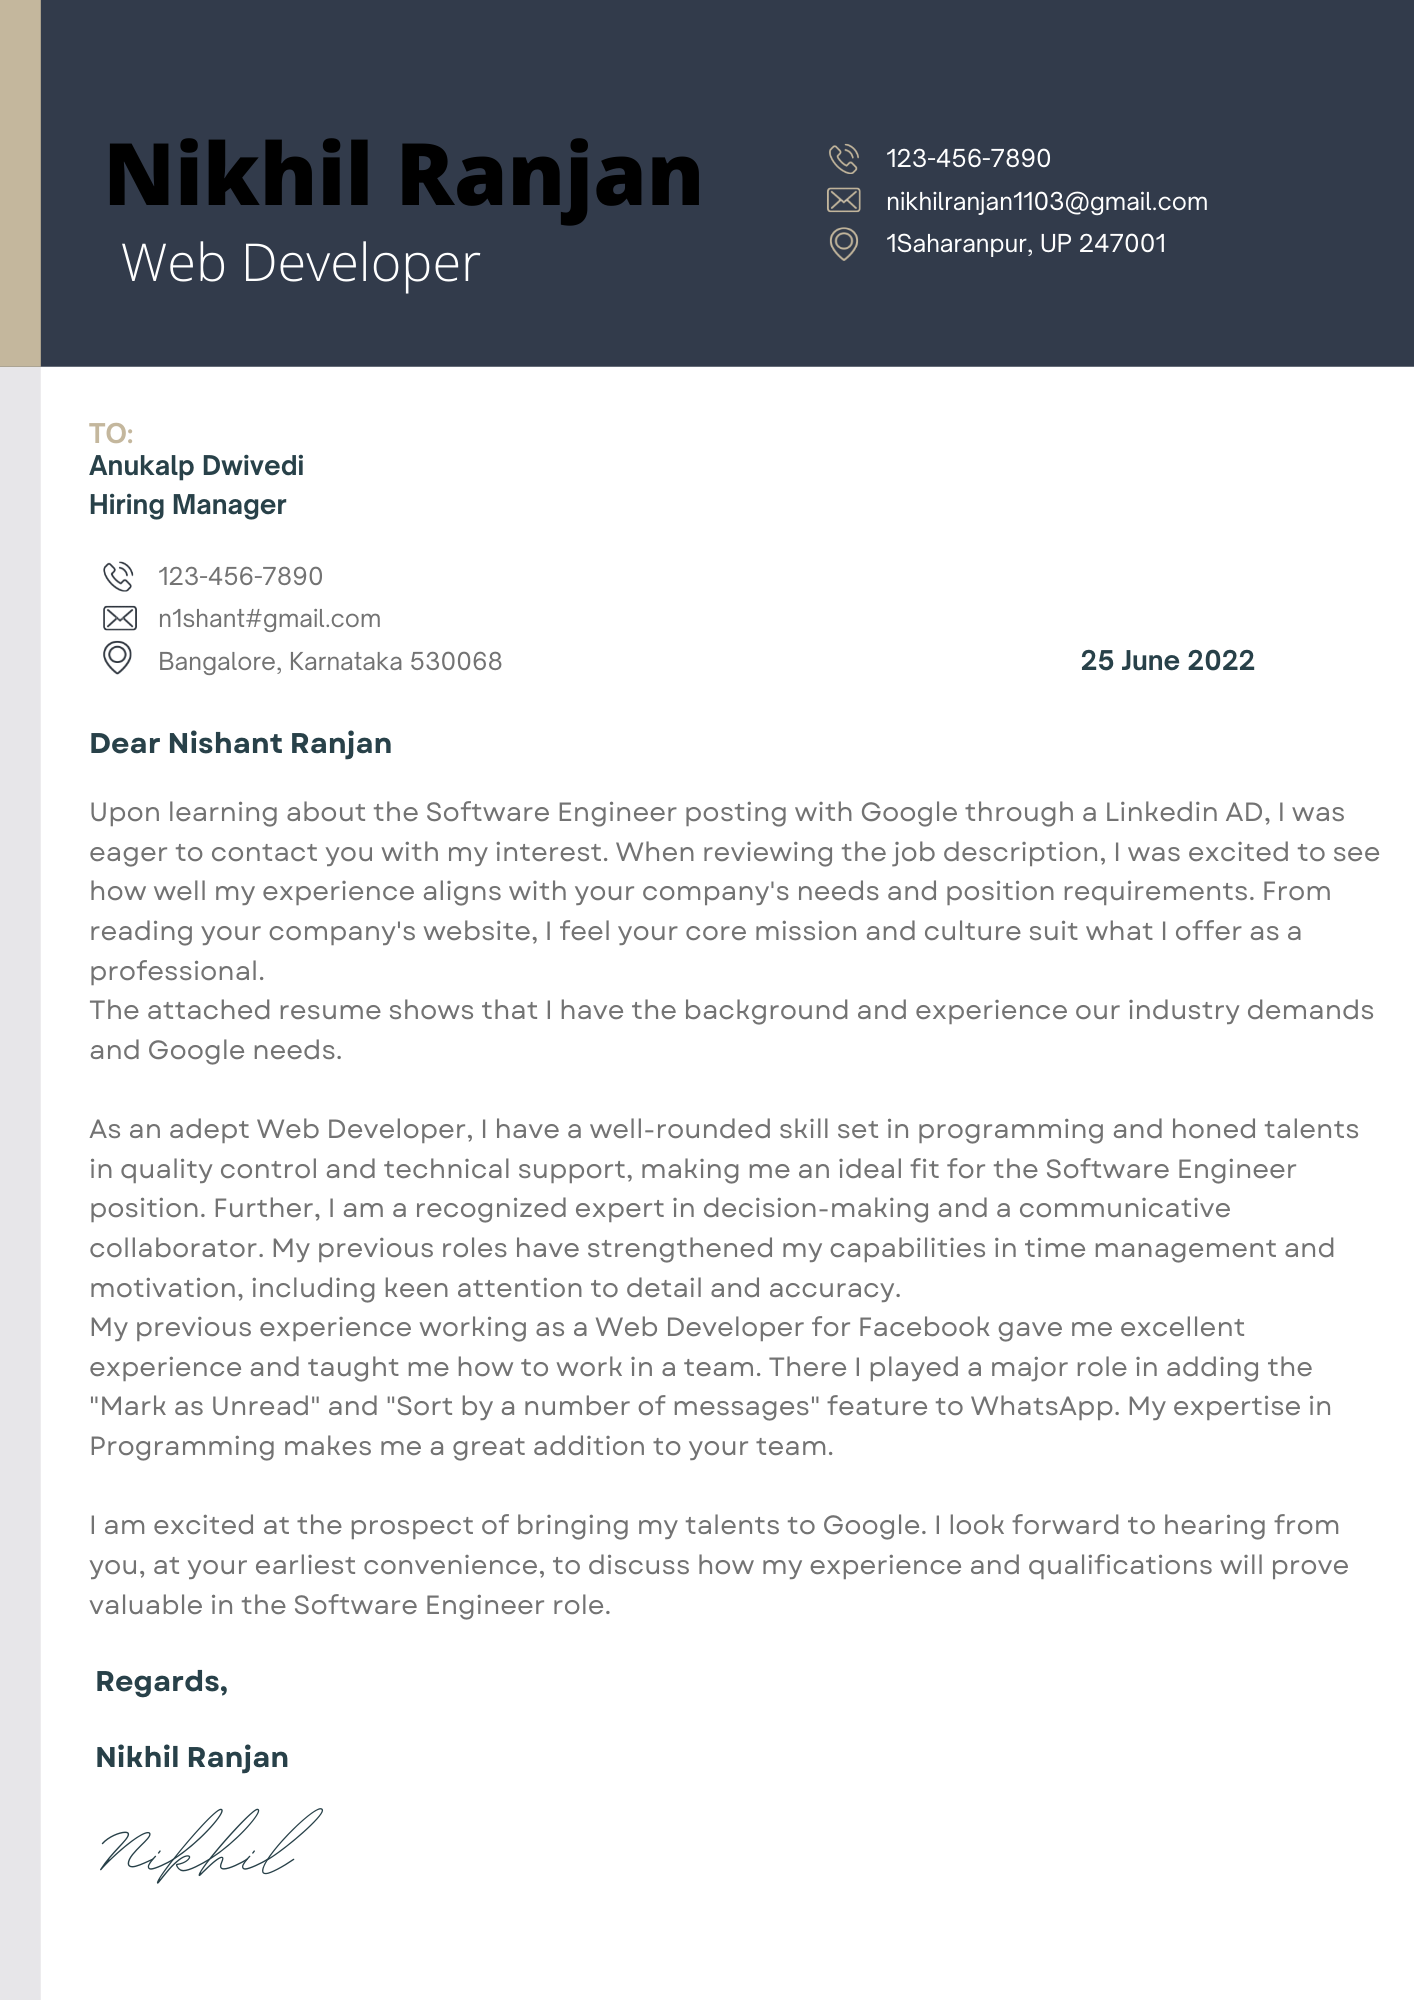 Nikhil Ranjan
Web Developer
123-456-7890
nikhilranjan1103@gmail.com
1Saharanpur, UP 247001
TO:
Anukalp Dwivedi
Hiring Manager
123-456-7890
n1shant#gmail.com
Bangalore, Karnataka 530068
25 June 2022
Dear Nishant Ranjan
Upon learning about the Software Engineer posting with Google through a Linkedin AD, I was
eager to contact you with my interest. When reviewing the job description, I was excited to see
how well my experience aligns with your company's needs and position requirements. From
reading your company's website, I feel your core mission and culture suit what I offer as a
professional.
The attached resume shows that I have the background and experience our industry demands
and Google needs.
As an adept Web Developer, I have a well-rounded skill set in programming and honed talents
in quality control and technical support, making me an ideal fit for the Software Engineer
position. Further, I am a recognized expert in decision-making and a communicative
collaborator. My previous roles have strengthened my capabilities in time management and
motivation, including keen attention to detail and accuracy.
My previous experience working as a Web Developer for Facebook gave me excellent
experience and taught me how to work in a team. There I played a major role in adding the
"Mark as Unread" and "Sort by a number of messages" feature to WhatsApp. My expertise in
Programming makes me a great addition to your team.
I am excited at the prospect of bringing my talents to Google. I look forward to hearing from
you, at your earliest convenience, to discuss how my experience and qualifications will prove
valuable in the Software Engineer role.
Regards,
Nikhil Ranjan
Nikhil